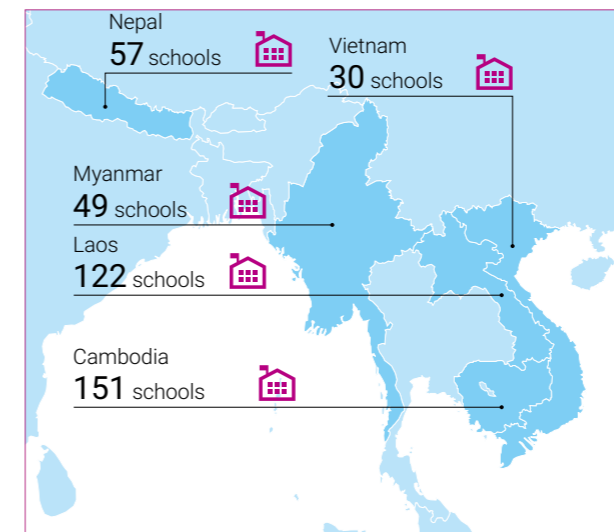 Nepal
57 schools
Vietnam
30 schools
Myanmar
49 schools
Laos
122 schools
Cambodia
151 schools